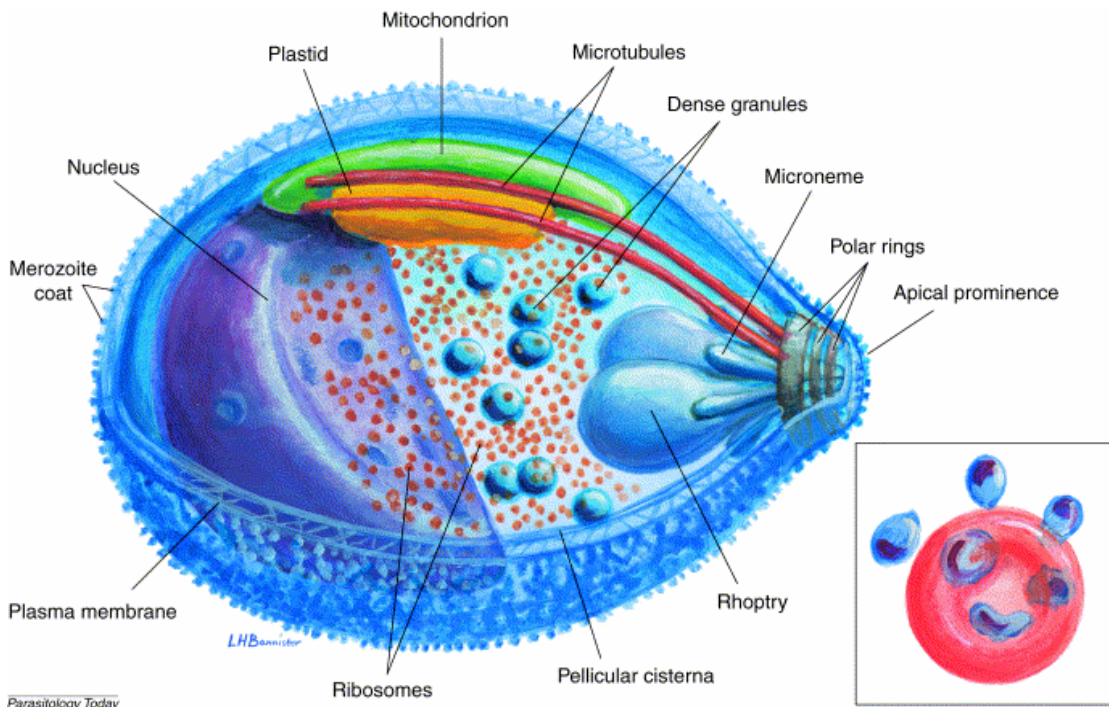 Mitochondrion
Plastid
Microtubules
Dense granules
Nucleus
Microneme
Polar rings
Merozoite
coat
Apical prominence
Plasma membrane
Rhoptry
LHBannister
Pellicular cisterna
Ribosomes
Parasitology Today